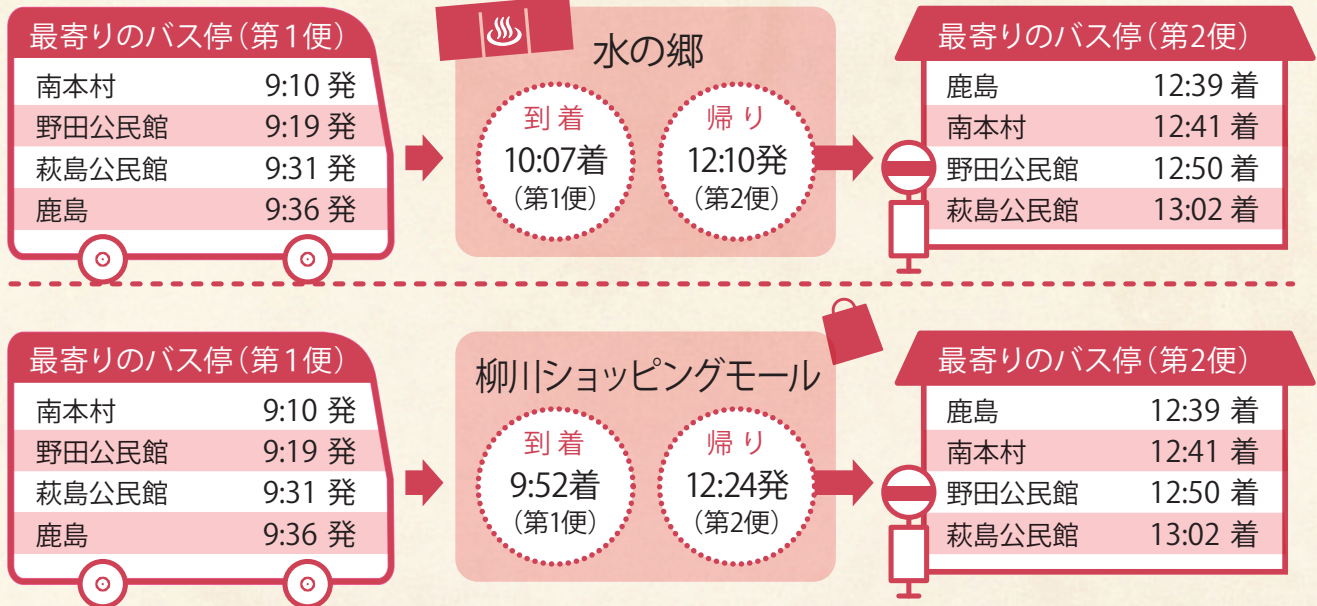 最寄りのバス停(第1便)
南本村 9:10 発
野田公民館 9:19 発
萩島公民館 9:31 発
鹿島 9:36 発
水の郷
到着
10:07着
(第1便)
帰り
12:10発
(第2便)
最寄りのバス停(第2便)
鹿島 12:39 着
南本村 12:41 着
野田公民館 12:50 着
萩島公民館 13:02 着
最寄りのバス停(第1便)
南本村 9:10 発
野田公民館 9:19 発
萩島公民館 9:31 発
鹿島 9:36 発
柳川ショッピングモール
到着
9:52着
(第1便)
帰り
12:24発
(第2便)
最寄りのバス停(第2便)
鹿島 12:39 着
南本村 12:41 着
野田公民館 12:50 着
萩島公民館 13:02 着